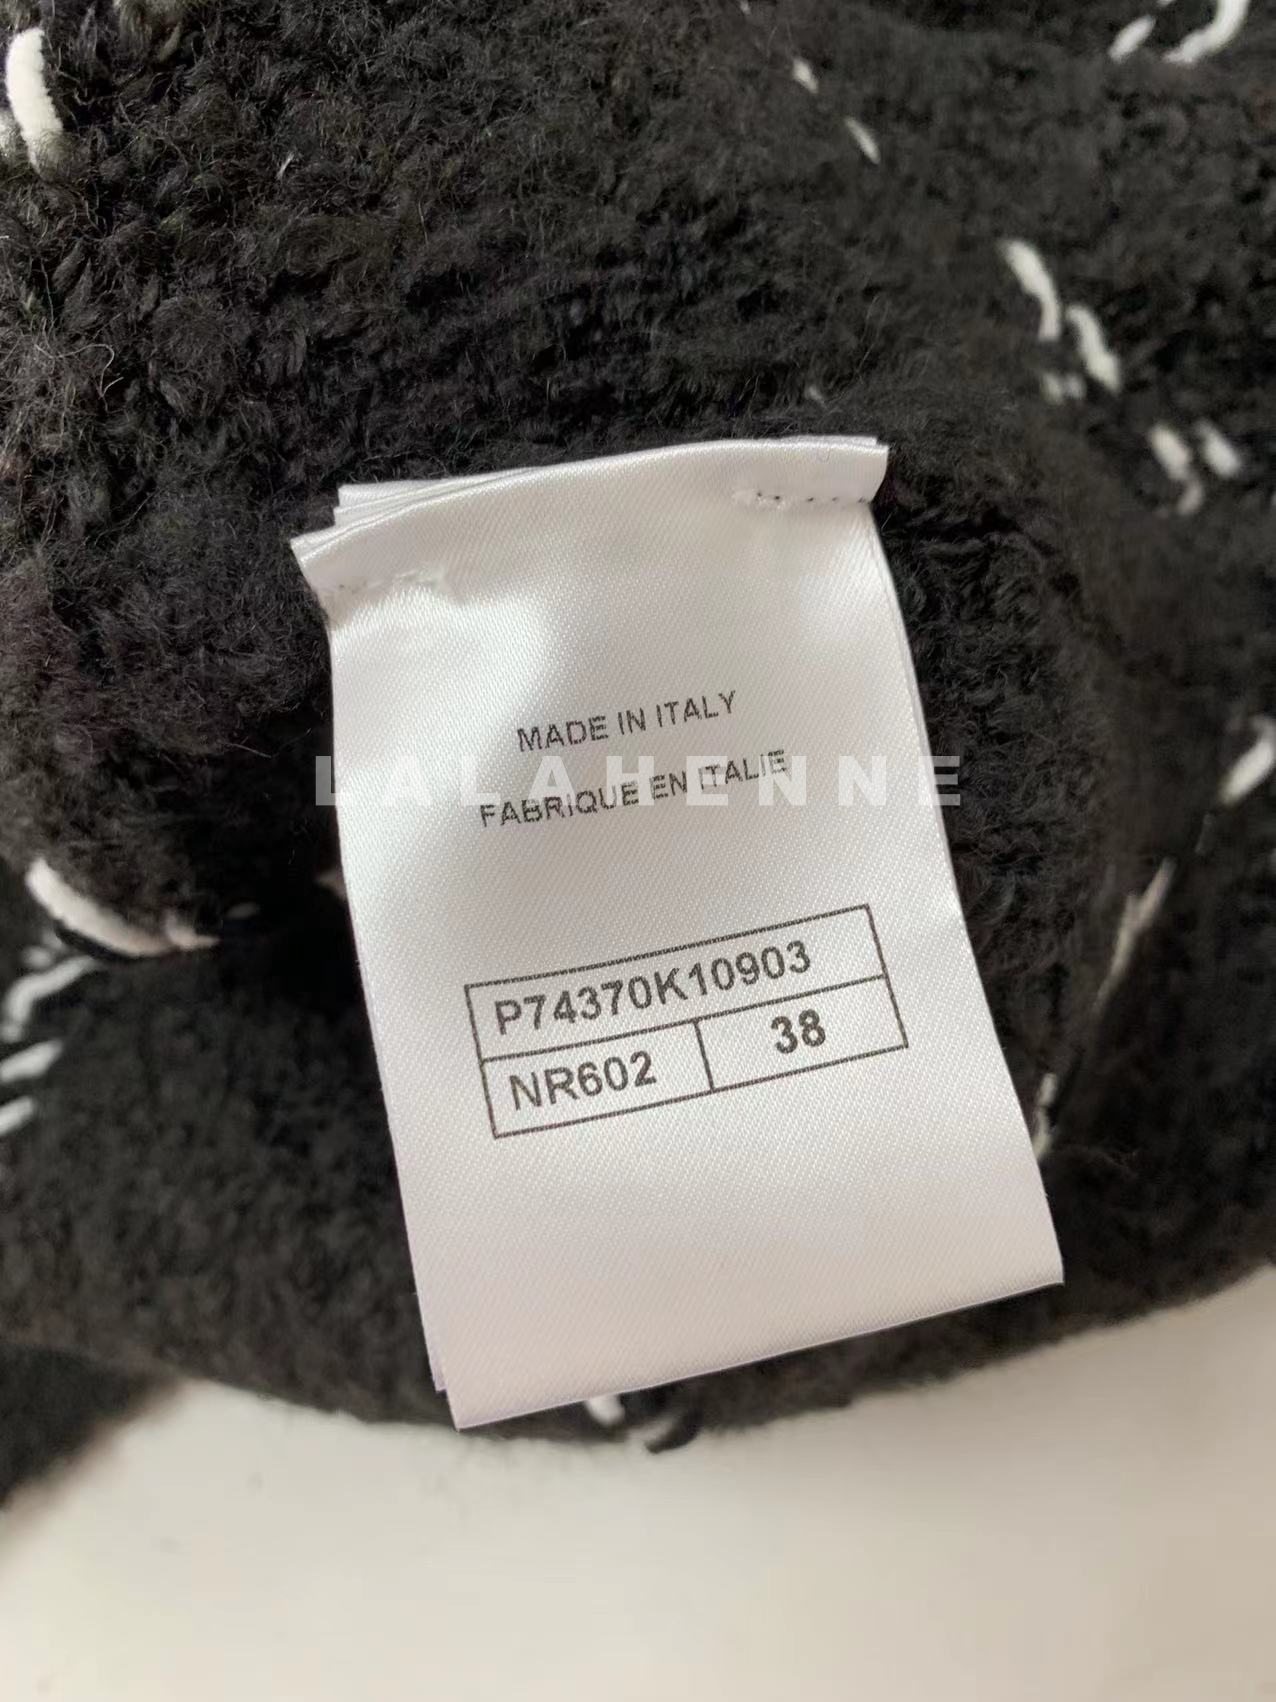 MADE IN ITALY
LALAHENNE
FABRIQUE EN ITALIE
P74370K10903
NR602
38